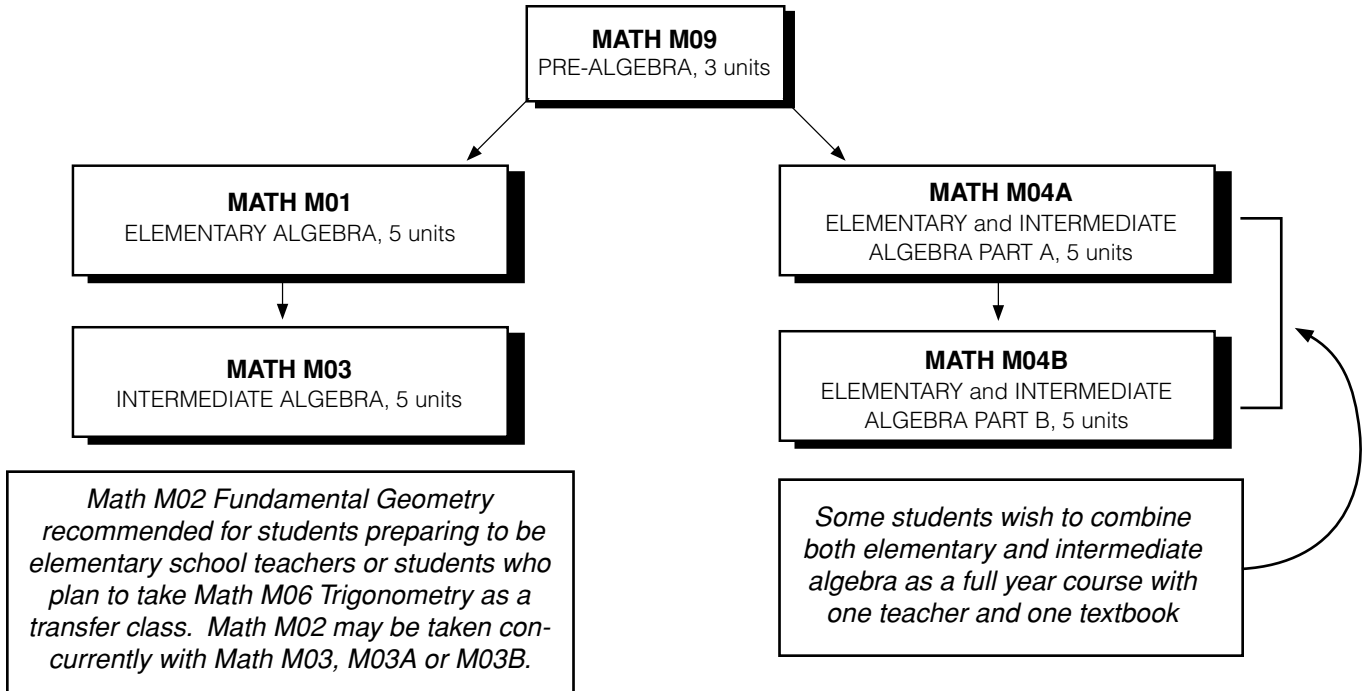 MATH M09
PRE-ALGEBRA, 3 units
MATH M01
ELEMENTARY ALGEBRA, 5 units
MATH M04A
ELEMENTARY and INTERMEDIATE
ALGEBRA PART A, 5 units
MATH M03
INTERMEDIATE ALGEBRA, 5 units
MATH M04B
ELEMENTARY and INTERMEDIATE
ALGEBRA PART B, 5 units
Math M02 Fundamental Geometry
recommended for students preparing to be
elementary school teachers or students who
plan to take Math M06 Trigonometry as a
transfer class.  Math M02 may be taken con-
currently with Math M03, M03A or M03B.
Some students wish to combine
both elementary and intermediate
algebra as a full year course with
one teacher and one textbook